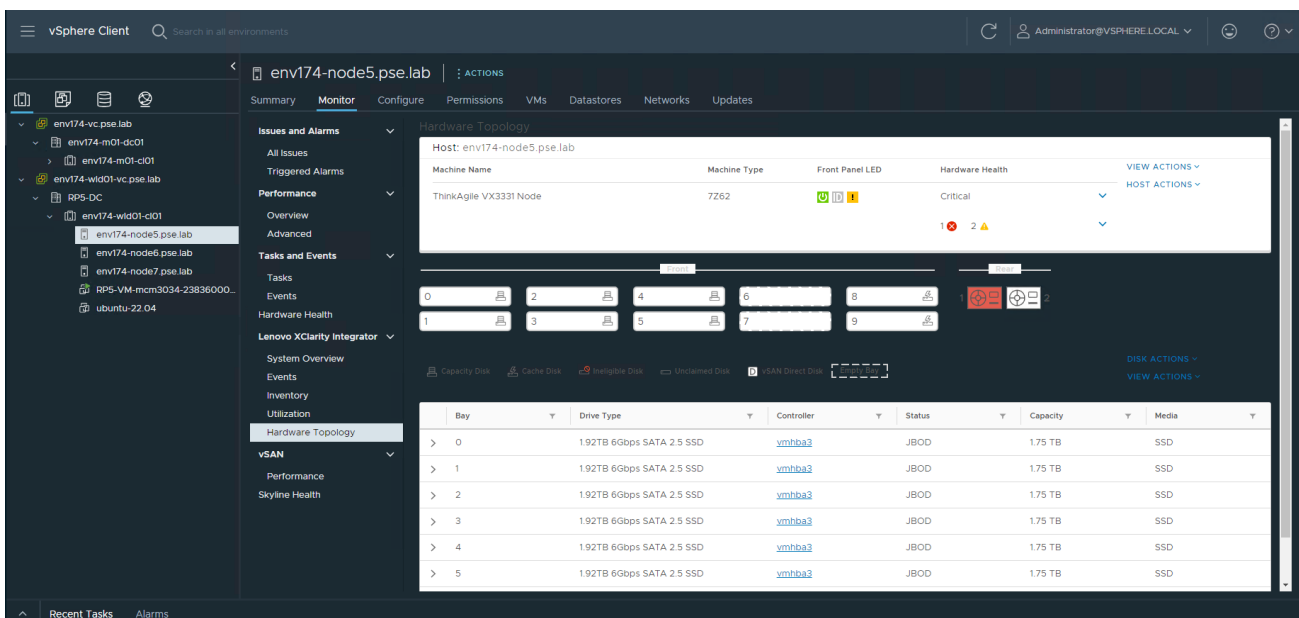 vSphere Client
Search in all environments
Administrator@VSPHERE.LOCAL
env174-vc.pse.lab
env174-m01-dc01
env174-m01-cl01
env174-wld01-vc.pse.lab
RP5-DC
env174-wld01-cl01
env174-node5.pse.lab
env174-node6.pse.lab
env174-node7.pse.lab
RP5-VM-mcm3034-23836000...
ubuntu-22.04
env174-node5.pse.lab
ACTIONS
Summary Monitor Configure Permissions VMs Datastores Networks Updates
Issues and Alarms
All Issues
Triggered Alarms
Performance
Overview
Advanced
Tasks and Events
Tasks
Events
Hardware Health
Lenovo XClarity Integrator
System Overview
Events
Inventory
Utilization
Hardware Topology
vSAN
Performance
Skyline Health
Hardware Topology
Host: env174-node5.pse.lab
Machine Name Machine Type Front Panel LED Hardware Health
ThinkAgile VX3331 Node 7Z62 Critical
1 2
VIEW ACTIONS
HOST ACTIONS
Front Rear
0 2 4 6 8 1 2
1 3 5 7 9
Capacity Disk Cache Disk Ineligible Disk Unclaimed Disk D vSAN Direct Disk Empty Bay
DISK ACTIONS
VIEW ACTIONS
Bay Drive Type Controller Status Capacity Media
0 1.92TB 6Gbps SATA 2.5 SSD vmhba3 JBOD 1.75 TB SSD
1 1.92TB 6Gbps SATA 2.5 SSD vmhba3 JBOD 1.75 TB SSD
2 1.92TB 6Gbps SATA 2.5 SSD vmhba3 JBOD 1.75 TB SSD
3 1.92TB 6Gbps SATA 2.5 SSD vmhba3 JBOD 1.75 TB SSD
4 1.92TB 6Gbps SATA 2.5 SSD vmhba3 JBOD 1.75 TB SSD
5 1.92TB 6Gbps SATA 2.5 SSD vmhba3 JBOD 1.75 TB SSD
Recent Tasks Alarms